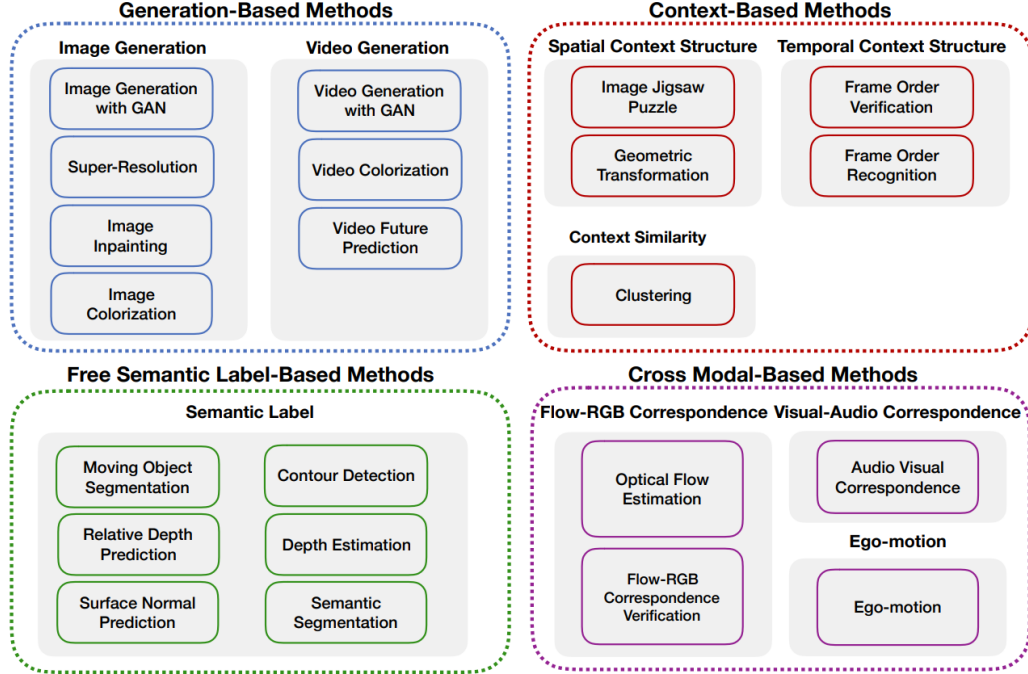 Generation-Based Methods
Image Generation
Image Generation
with GAN
Super-Resolution
Image
Inpainting
Image
Colorization
Video Generation
Video Generation
with GAN
Video Colorization
Video Future
Prediction
Context-Based Methods
Spatial Context Structure
Image Jigsaw
Puzzle
Geometric
Transformation
Temporal Context Structure
Frame Order
Verification
Frame Order
Recognition
Context Similarity
Clustering
Free Semantic Label-Based Methods
Semantic Label
Moving Object
Segmentation
Relative Depth
Prediction
Surface Normal
Prediction
Contour Detection
Depth Estimation
Semantic
Segmentation
Cross Modal-Based Methods
Flow-RGB Correspondence
Optical Flow
Estimation
Flow-RGB
Correspondence
Verification
Visual-Audio Correspondence
Audio Visual
Correspondence
Ego-motion
Ego-motion